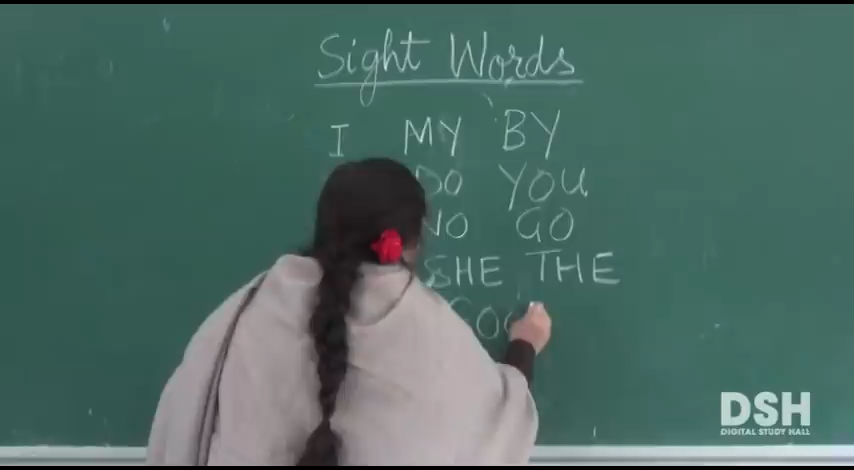 Sight Words
I MY BY
DO YOU
NO GO
SHE THE
DSH
DIGITAL STUDY HALL